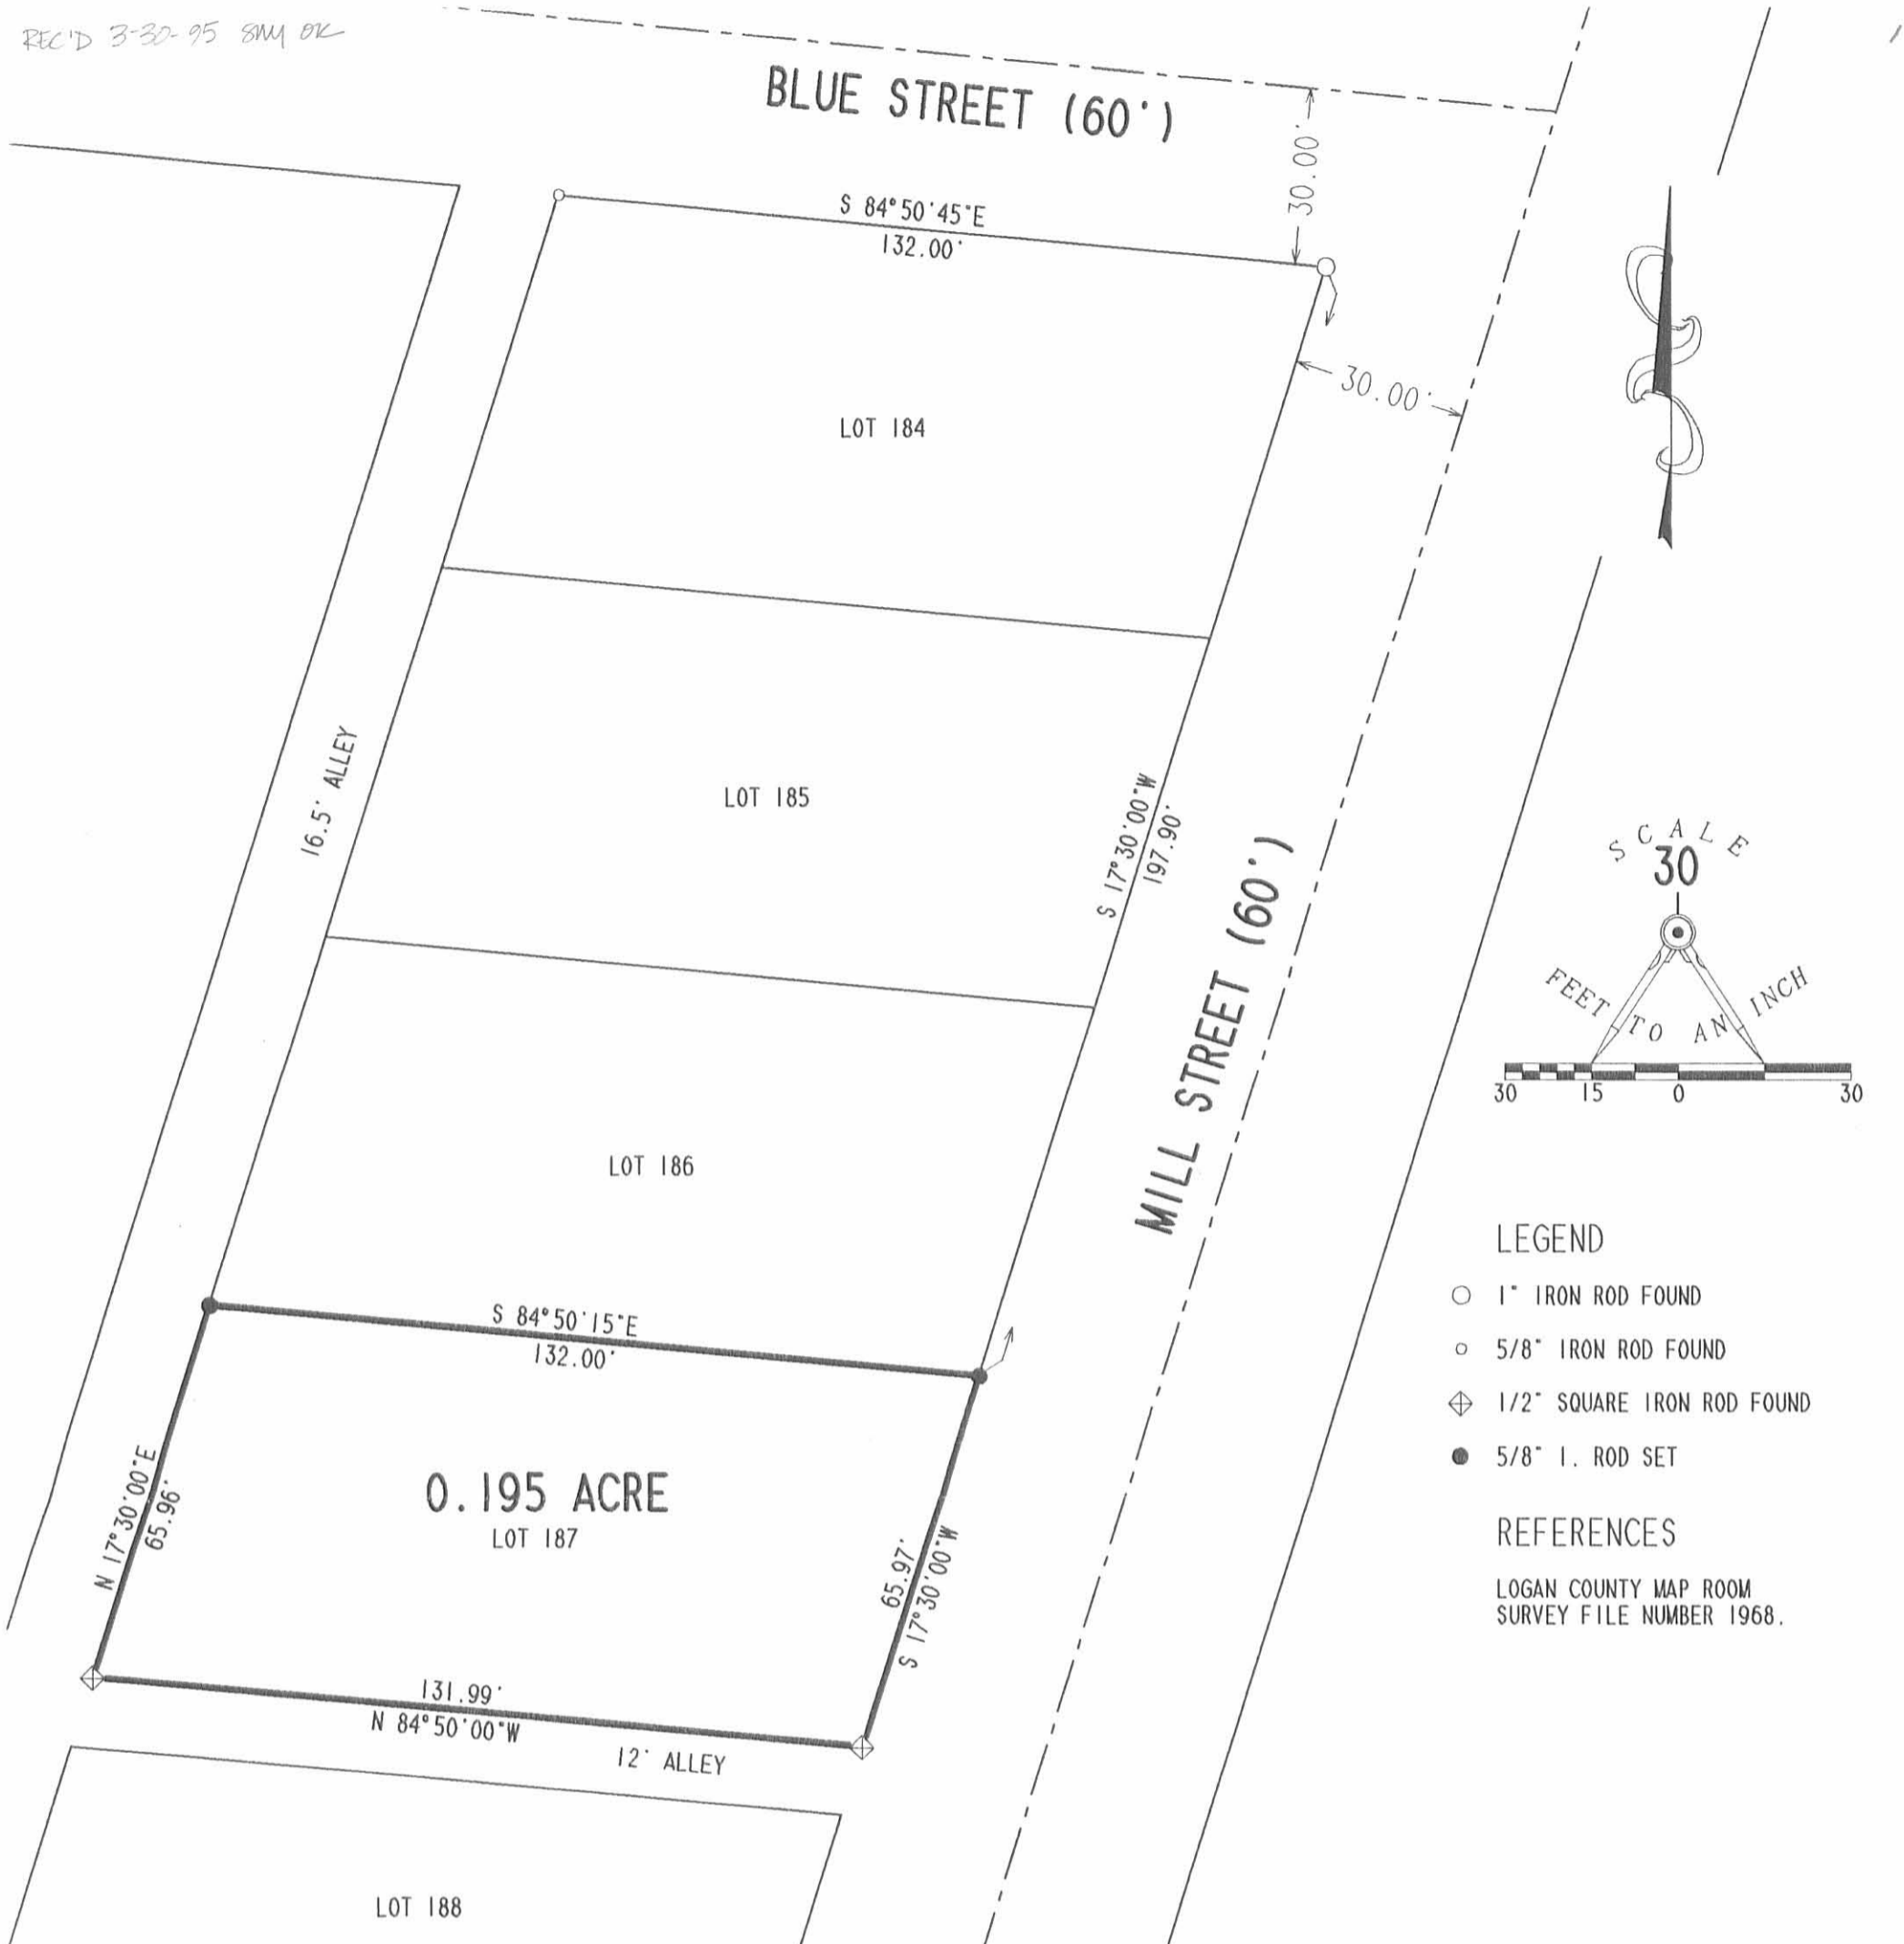 REC'D 3-30-95 SMY OK
BLUE STREET (60')
30.00'
S 84°50'45"E
132.00'
30.00'
LOT 184
16.5' ALLEY
LOT 185
S 17°30'00"W
197.90'
MILL STREET (60')
SCALE
30
FEET TO AN INCH
30 15 0 30
LOT 186
LEGEND
1" IRON ROD FOUND
5/8" IRON ROD FOUND
1/2" SQUARE IRON ROD FOUND
5/8" I. ROD SET
REFERENCES
LOGAN COUNTY MAP ROOM
SURVEY FILE NUMBER 1968.
S 84°50'15"E
132.00'
N 17°30'00"E
65.96'
0.195 ACRE
LOT 187
65.97'
S 17°30'00"W
131.99'
N 84°50'00"W
12' ALLEY
LOT 188